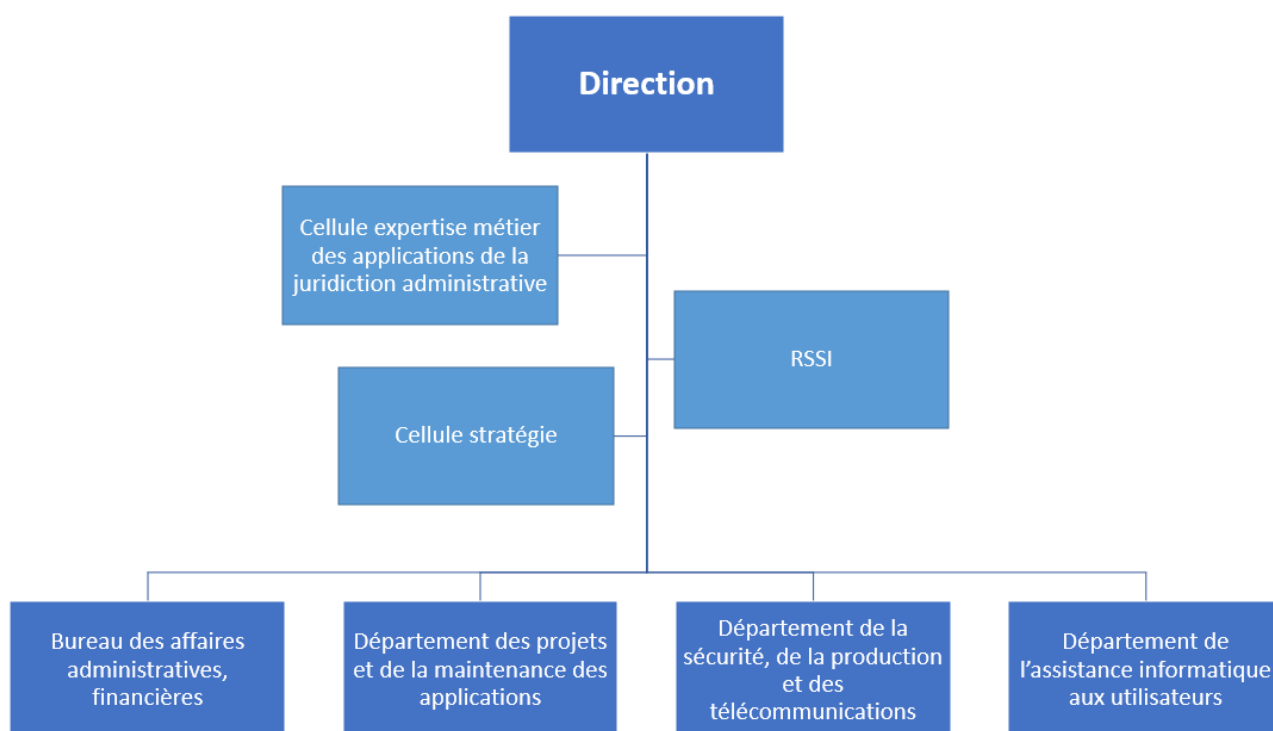 Direction
Cellule expertise métier
des applications de la
juridiction administrative
RSSI
Cellule stratégie
Bureau des affaires
administratives,
financières
Département des projets
et de la maintenance des
applications
Département de la
sécurité, de la production
et des
télécommunications
Département de
l’assistance informatique
aux utilisateurs